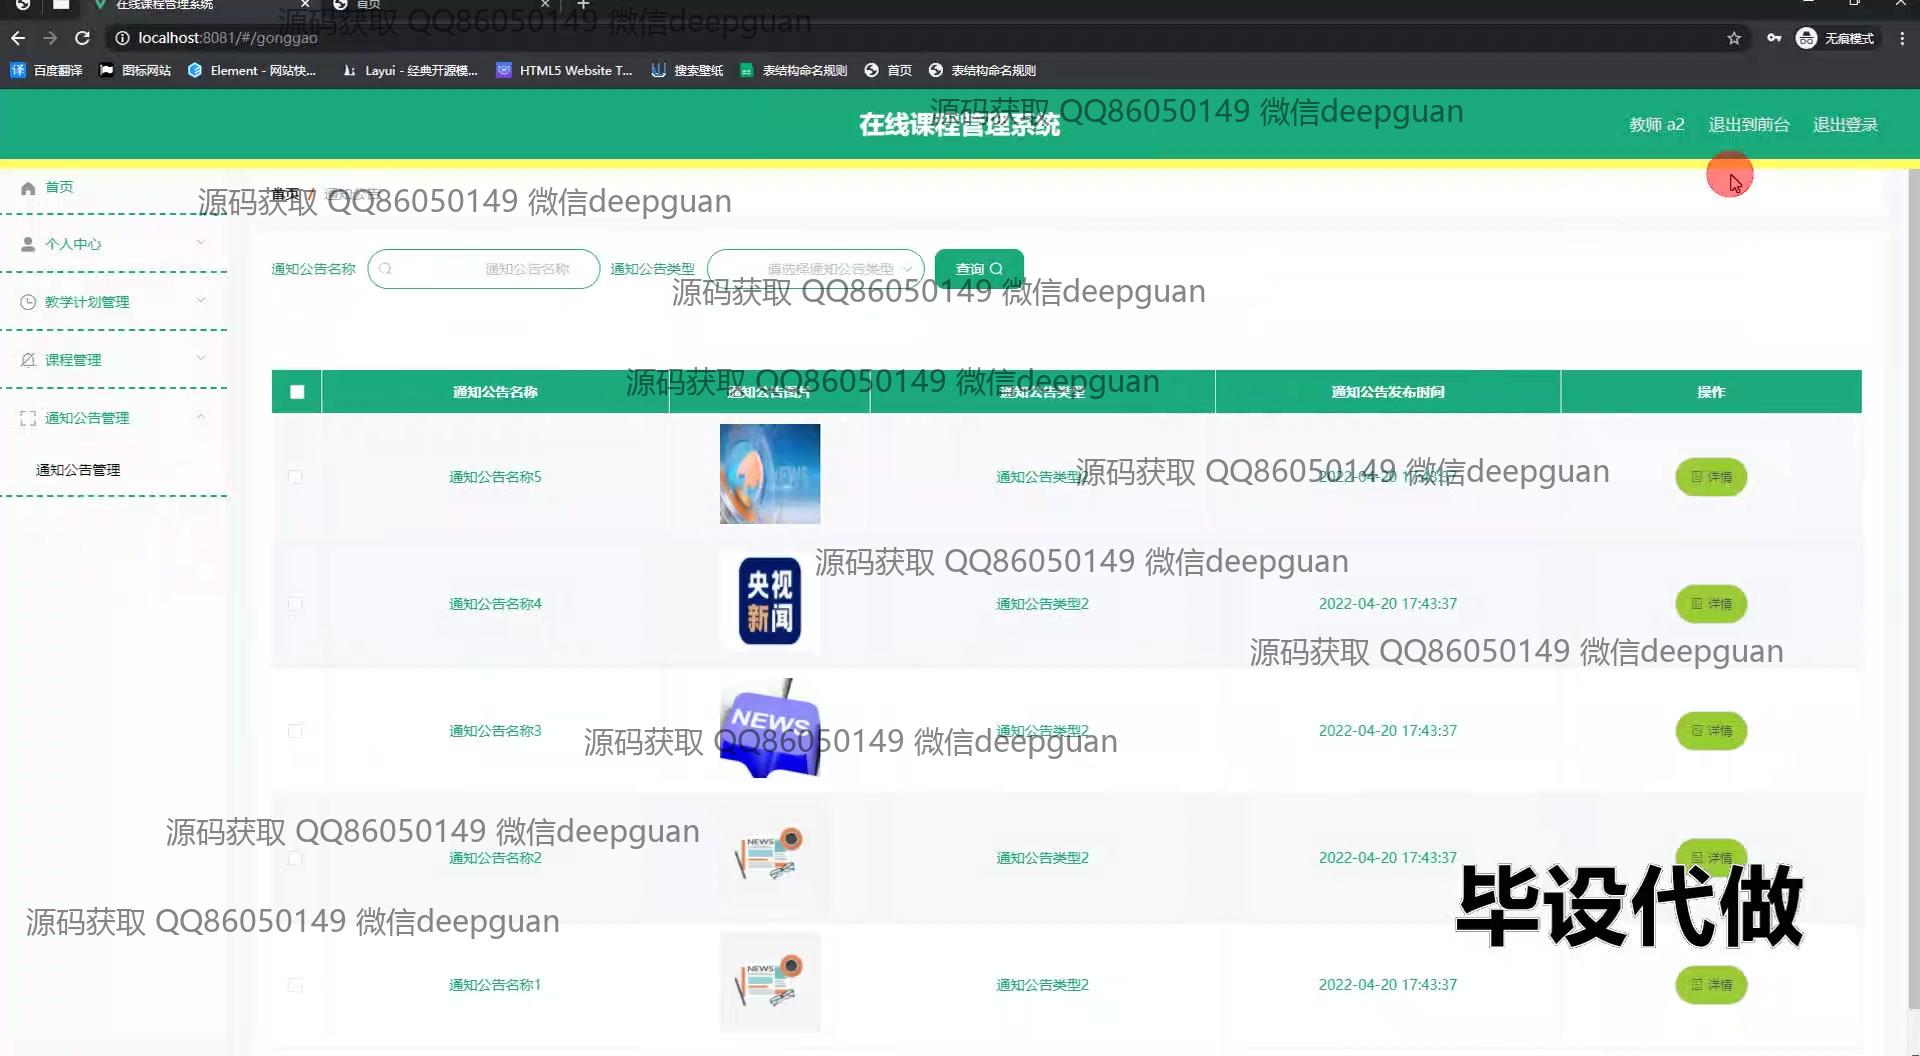 在线课程管理系统
首页
源码获取 QQ86050149 微信deepguan
localhost:8081/#/gonggao
无痕模式
百度翻译
图标网站
Element - 网站快...
Layui - 经典开源模...
HTML5 Website T...
搜索壁纸
表结构命名规则
首页
表结构命名规则
源码获取 QQ86050149 微信deepguan
在线课程管理系统
教师 a2
退出到前台
退出登录
首页
首页 / 通知公告
源码获取 QQ86050149 微信deepguan
个人中心
通知公告名称
通知公告名称
通知公告类型
请选择通知公告类型
查询
源码获取 QQ86050149 微信deepguan
教学计划管理
课程管理
通知公告管理
通知公告管理
源码获取 QQ86050149 微信deepguan
通知公告名称
通知公告图片
通知公告类型
通知公告发布时间
操作
通知公告名称5
NEWS
通知公告类型2
2022-04-20 17:43:37
详情
源码获取 QQ86050149 微信deepguan
源码获取 QQ86050149 微信deepguan
通知公告名称4
央视
新闻
通知公告类型2
2022-04-20 17:43:37
详情
源码获取 QQ86050149 微信deepguan
通知公告名称3
NEWS
通知公告类型2
2022-04-20 17:43:37
详情
源码获取 QQ86050149 微信deepguan
源码获取 QQ86050149 微信deepguan
通知公告名称2
NEWS
通知公告类型2
2022-04-20 17:43:37
详情
毕设代做
源码获取 QQ86050149 微信deepguan
通知公告名称1
NEWS
通知公告类型2
2022-04-20 17:43:37
详情